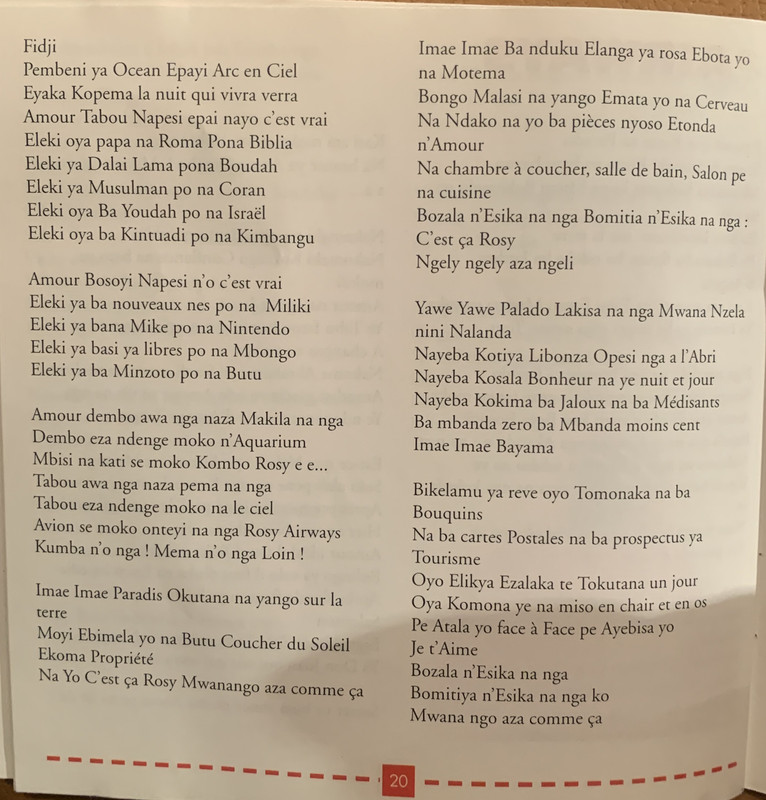 Fidji
Pembeni ya Ocean Epayi Arc en Ciel
Eyaka Kopema la nuit qui vivra verra
Amour Tabou Napesi epai nayo c'est vrai
Eleki oya papa na Roma Pona Biblia
Eleki ya Dalai Lama pona Boudah
Eleki ya Musulman po na Coran
Eleki oya Ba Youdah po na Israël
Eleki oya ba Kintuadi po na Kimbangu
Amour Bosoyi Napesi n'o c'est vrai
Eleki ya ba nouveaux nes po na Miliki
Eleki ya bana Mike po na Nintendo
Eleki ya basi ya libres po na Mbongo
Eleki ya ba Minzoto po na Butu
Amour dembo awa nga naza Makila na nga
Dembo eza ndenge moko n'Aquarium
Mbisi na kati se moko Kombo Rosy e e...
Tabou awa nga naza pema na nga
Tabou eza ndenge moko na le ciel
Avion se moko onteyi na nga Rosy Airways
Kumba n'o nga ! Mema n'o nga Loin !
Imae Imae Paradis Okutana na yango sur la
terre
Moyi Ebimela yo na Butu Coucher du Soleil
Ekoma Propriété
Na Yo C'est ça Rosy Mwanango aza comme ça
Imae Imae Ba nduku Elanga ya rosa Ebota yo
na Motema
Bongo Malasi na yango Emata yo na Cerveau
Na Ndako na yo ba pièces nyoso Etonda
n'Amour
Na chambre à coucher, salle de bain, Salon pe
na cuisine
Bozala n'Esika na nga Bomitia n'Esika na nga :
C'est ça Rosy
Ngely ngely aza ngeli
Yawe Yawe Palado Lakisa na nga Mwana Nzela
nini Nalanda
Nayeba Kotiya Libonza Opesi nga a l'Abri
Nayeba Kosala Bonheur na ye nuit et jour
Nayeba Kokima ba Jaloux na ba Médisants
Ba mbanda zero ba Mbanda moins cent
Imae Imae Bayama
Bikelamu ya reve oyo Tomonaka na ba
Bouquins
Na ba cartes Postales na ba prospectus ya
Tourisme
Oyo Elikya Ezalaka te Tokutana un jour
Oya Komona ye na miso en chair et en os
Pe Atala yo face à Face pe Ayebisa yo
Je t'Aime
Bozala n'Esika na nga
Bomitiya n'Esika na nga ko
Mwana ngo aza comme ça
20